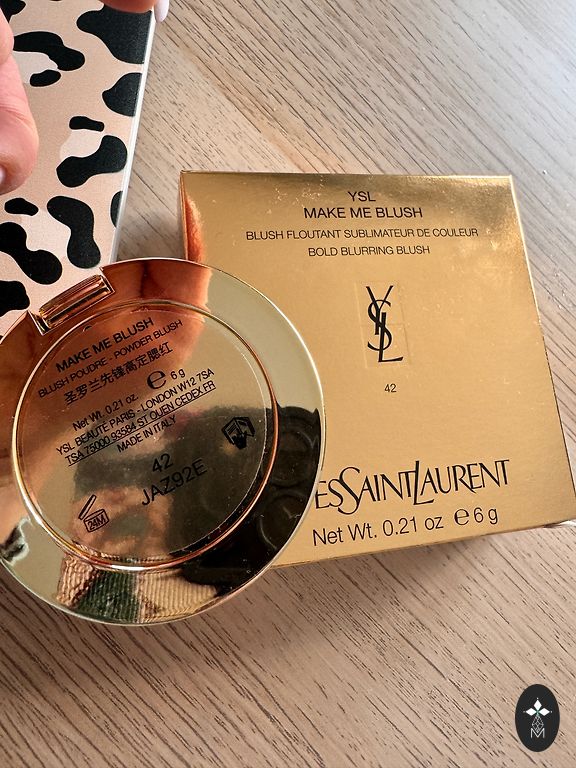 YSL
MAKE ME BLUSH
BLUSH FLOUTANT SUBLIMATEUR DE COULEUR
BOLD BLURRING BLUSH
YSL
42
ESSAINTLAURENT
Net Wt. 0.21 oz ℮ 6 g
MAKE ME BLUSH
BLUSH POUDRE - POWDER BLUSH
圣罗兰先锋高定腮红
Net Wt. 0.21 oz ℮ 6 g
YSL BEAUTÉ PARIS - LONDON W12 7SA
TSA 75000 93584 ST OUEN CEDEX FR
MADE IN ITALY
42
JAZ92E
24M
M